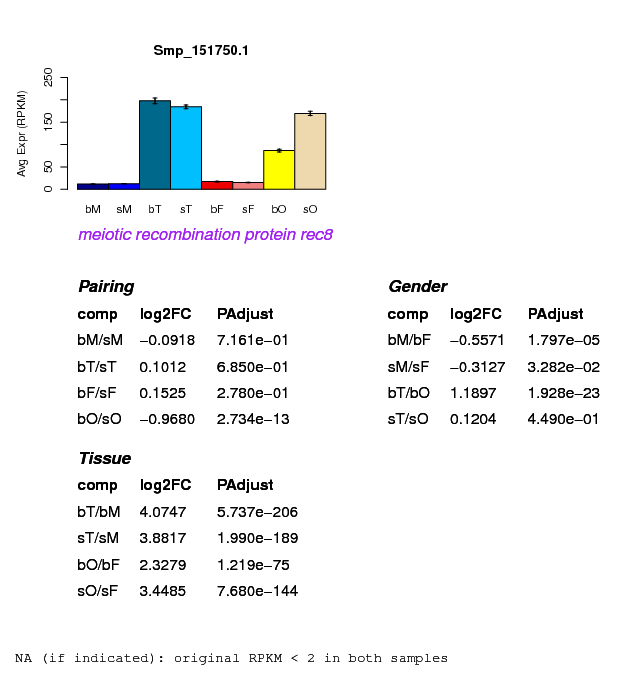 Smp_151750.1
Avg Expr (RPKM)
0 50 150 250
bM sM bT sT bF sF bO sO
meiotic recombination protein rec8
Pairing
comp log2FC PAdjust
bM/sM −0.0918 7.161e−01
bT/sT 0.1012 6.850e−01
bF/sF 0.1525 2.780e−01
bO/sO −0.9680 2.734e−13
Gender
comp log2FC PAdjust
bM/bF −0.5571 1.797e−05
sM/sF −0.3127 3.282e−02
bT/bO 1.1897 1.928e−23
sT/sO 0.1204 4.490e−01
Tissue
comp log2FC PAdjust
bT/bM 4.0747 5.737e−206
sT/sM 3.8817 1.990e−189
bO/bF 2.3279 1.219e−75
sO/sF 3.4485 7.680e−144
NA (if indicated): original RPKM < 2 in both samples